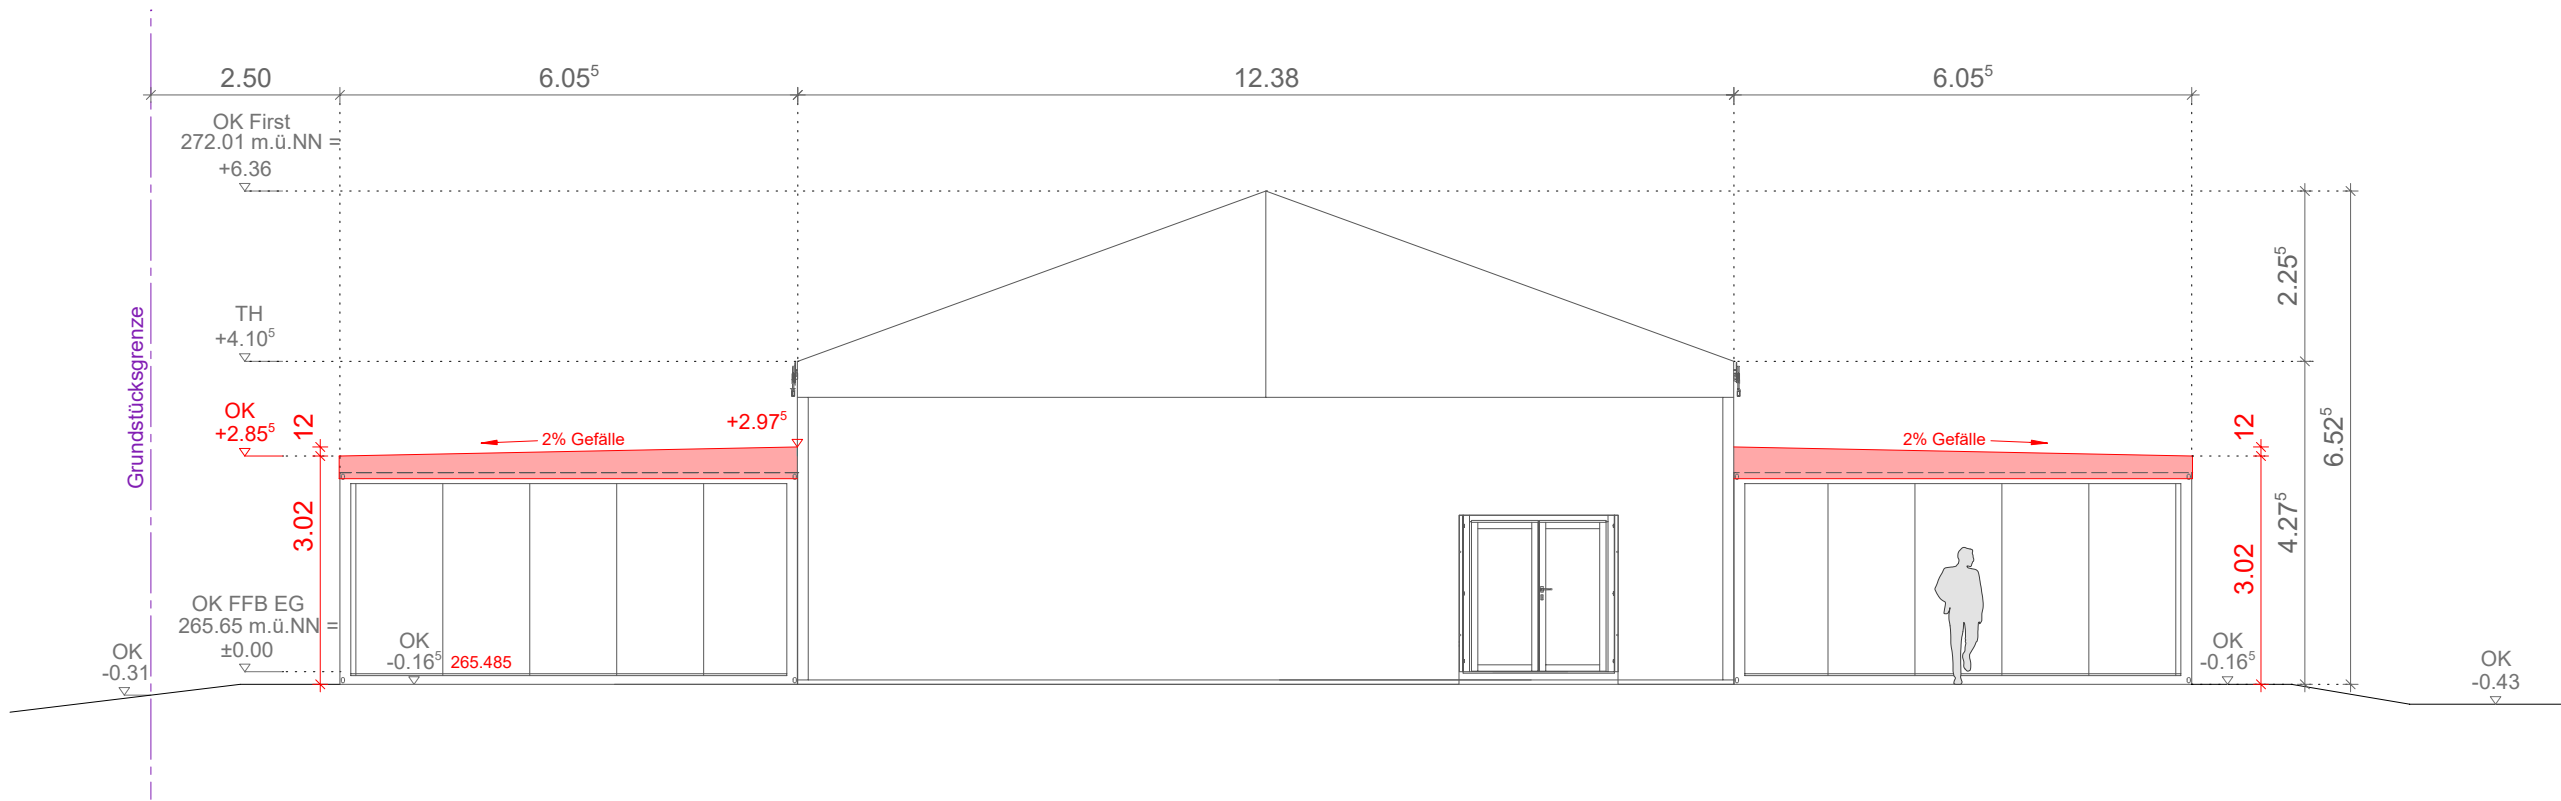 2.50
6.05⁵
12.38
6.05⁵
OK First
272.01 m.ü.NN =
+6.36
TH
+4.10⁵
Grundstücksgrenze
OK
+2.85⁵
12
3.02
2% Gefälle
+2.97⁵
2% Gefälle
12
3.02
2.25⁵
4.27⁵
6.52⁵
OK FFB EG
265.65 m.ü.NN =
±0.00
OK
-0.31
OK
-0.16⁵
265.485
OK
-0.16⁵
OK
-0.43